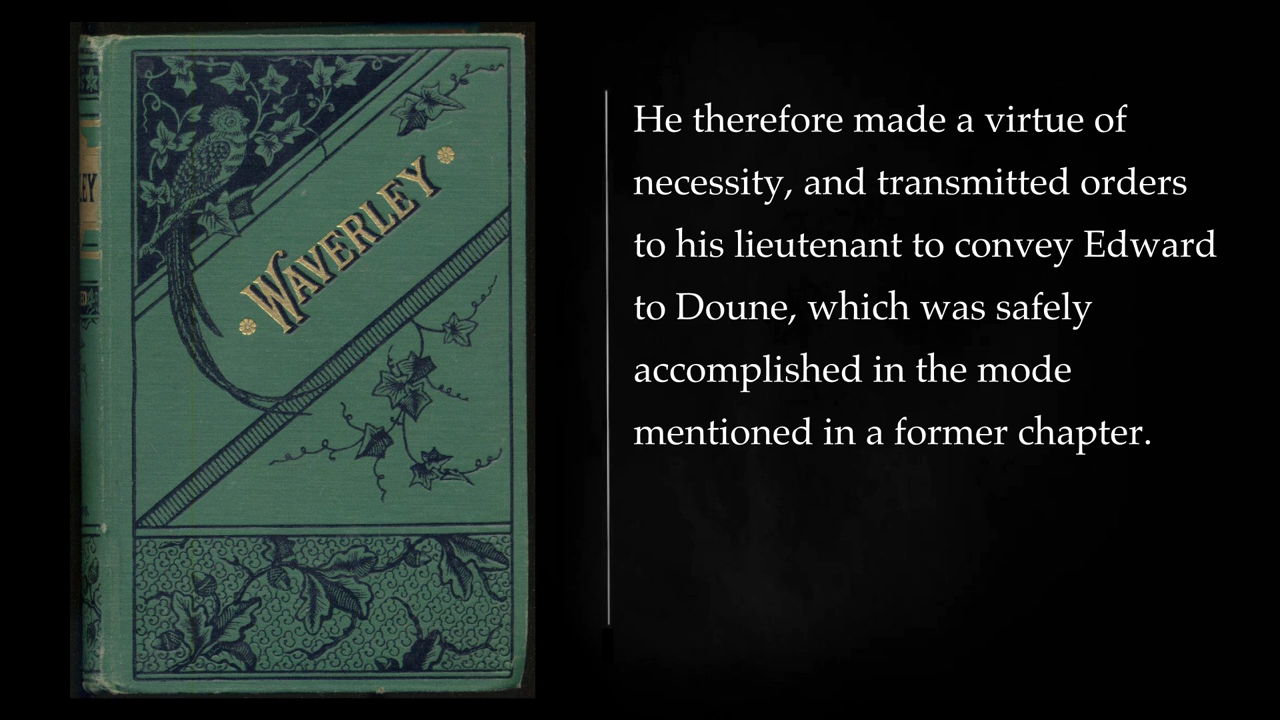 LEY
WAVERLEY
He therefore made a virtue of
necessity, and transmitted orders
to his lieutenant to convey Edward
to Doune, which was safely
accomplished in the mode
mentioned in a former chapter.